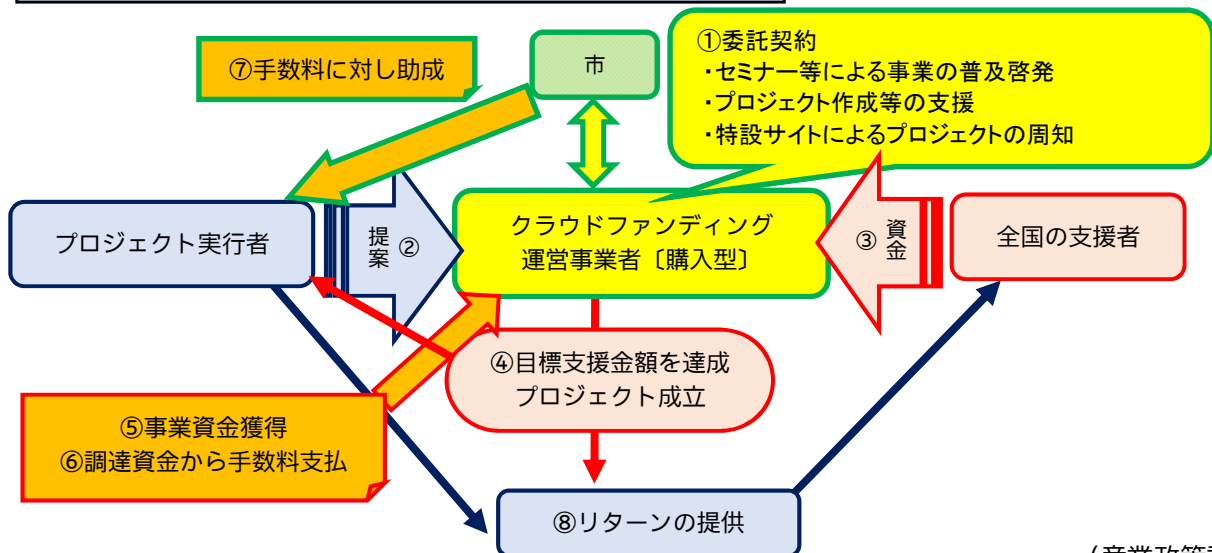 ⑦手数料に対し助成
市
①委託契約
・セミナー等による事業の普及啓発
・プロジェクト作成等の支援
・特設サイトによるプロジェクトの周知
プロジェクト実行者
提案
②
クラウドファンディング
運営事業者〔購入型〕
③
資金
全国の支援者
④目標支援金額を達成
プロジェクト成立
⑤事業資金獲得
⑥調達資金から手数料支払
⑧リターンの提供
(産業政策